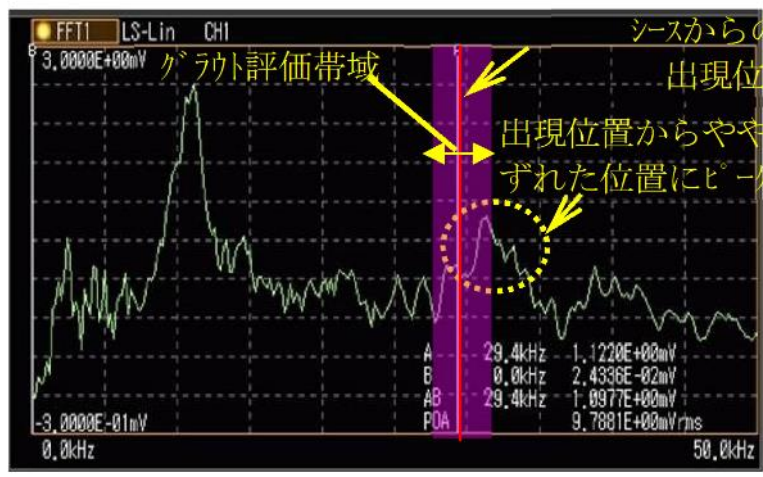 FFT1 LS-Lin CH1
シースからの
3.0000E+00mV
グラウト評価帯域
出現位
出現位置からやや
ずれた位置にピーク
A 29.4kHz 1.1220E+00mV
B 0.0kHz 2.4336E-02mV
AB 29.4kHz 1.0977E+00mV
-3.0000E-01mV
POA 9.7881E+00mVrms
0.0kHz 50.0kHz